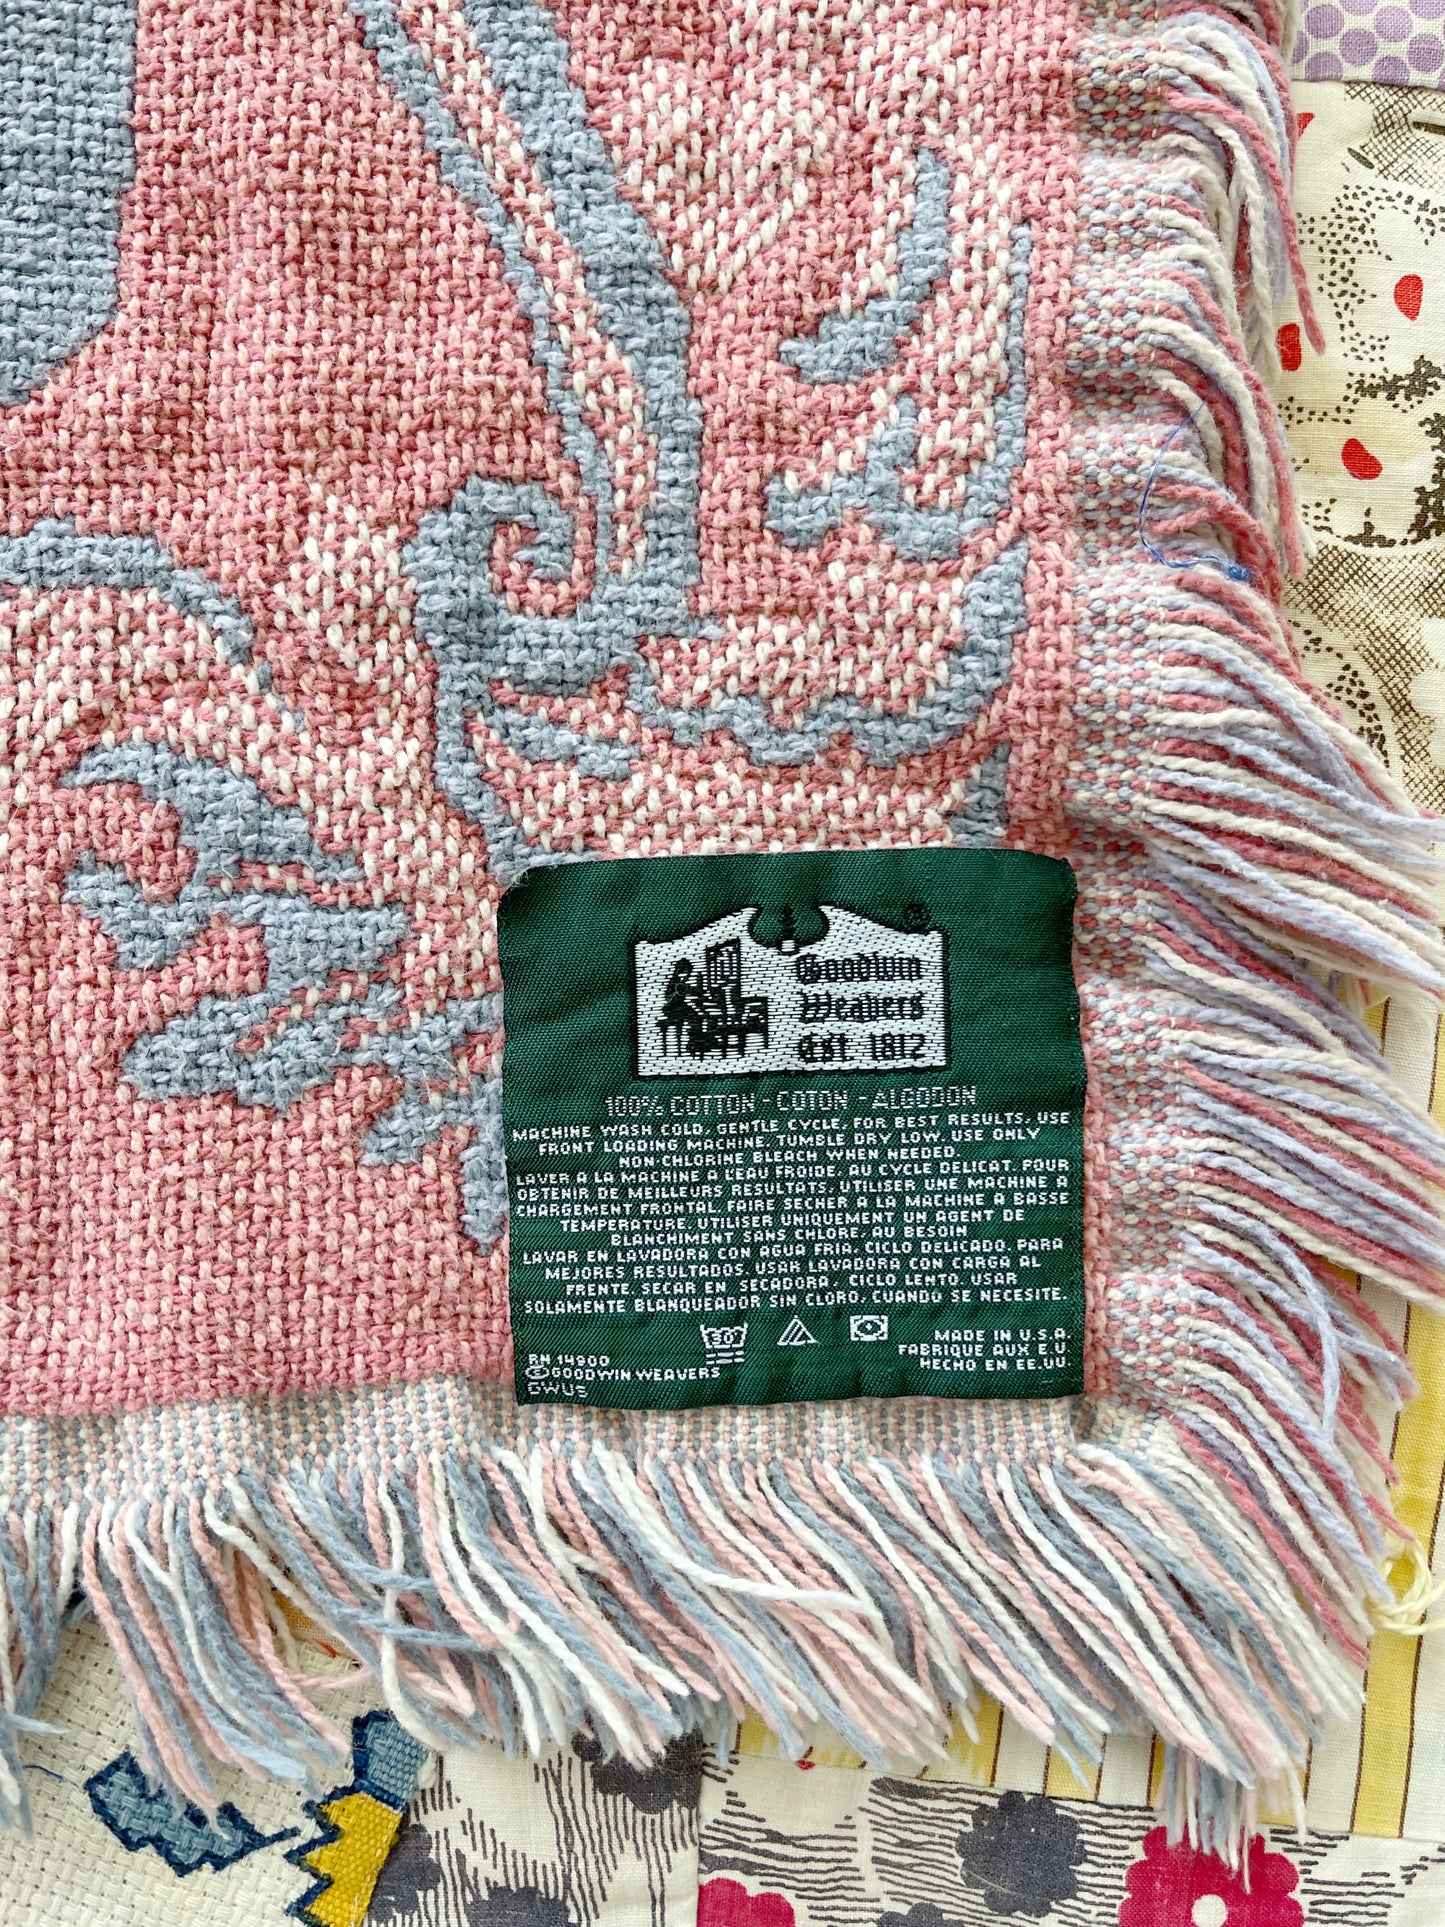 ®
Goodwin
Weavers
Est. 1812
100% COTTON - COTON - ALGODON
MACHINE WASH COLD. GENTLE CYCLE. FOR BEST RESULTS, USE
FRONT LOADING MACHINE. TUMBLE DRY LOW. USE ONLY
NON-CHLORINE BLEACH WHEN NEEDED.
LAVER A LA MACHINE A L'EAU FROIDE. AU CYCLE DELICAT. POUR
OBTENIR DE MEILLEURS RESULTATS, UTILISER UNE MACHINE A
CHARGEMENT FRONTAL. FAIRE SECHER A LA MACHINE A BASSE
TEMPERATURE. UTILISER UNIQUEMENT UN AGENT DE
BLANCHIMENT SANS CHLORE, AU BESOIN
LAVAR EN LAVADORA CON AGUA FRIA. CICLO DELICADO. PARA
MEJORES RESULTADOS, USAR LAVADORA CON CARGA AL
FRENTE. SECAR EN SECADORA. CICLO LENTO. USAR
SOLAMENTE BLANQUEADOR SIN CLORO, CUANDO SE NECESITE.
RN 14900
©GOODWIN WEAVERS
GWUS
MADE IN U.S.A.
FABRIQUE AUX E.U.
HECHO EN EE.UU.